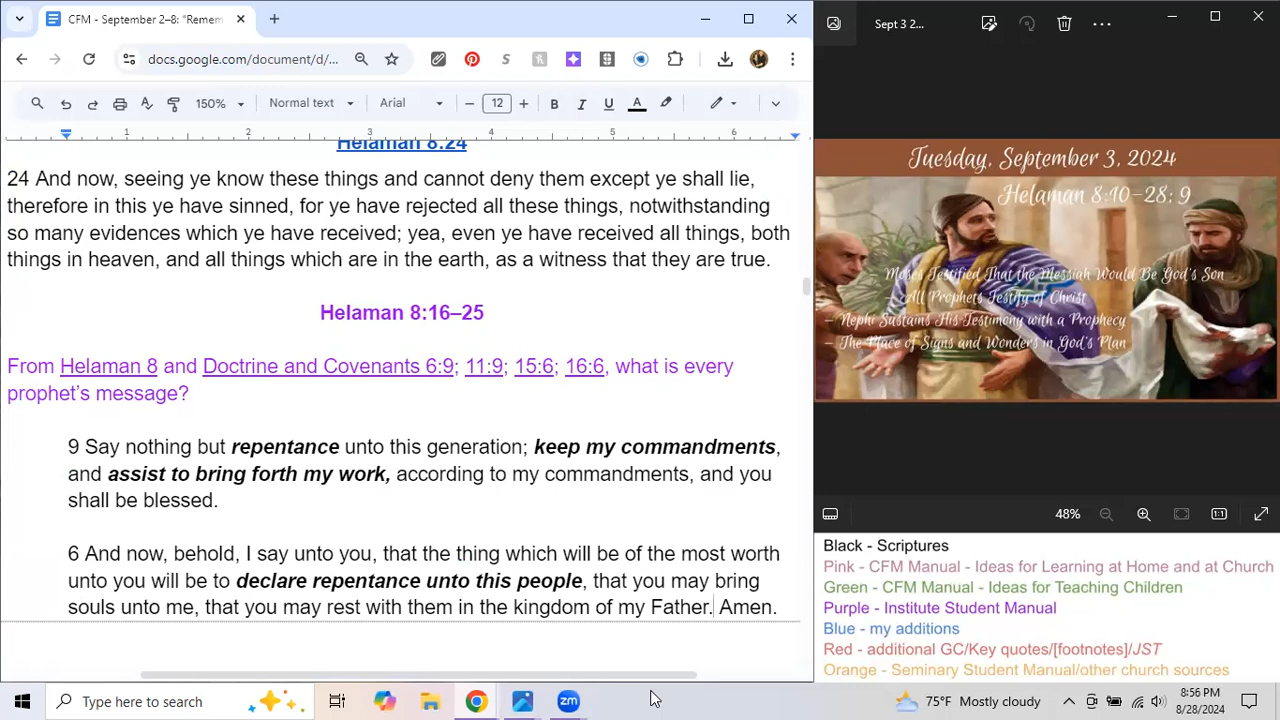 CFM - September 2–8: “Remem
docs.google.com/document/d/...
Sept 3 2...
150%
Normal text
Arial
12
B
I
U
A
1
2
3
4
5
6
Helaman 8:24
24 And now, seeing ye know these things and cannot deny them except ye shall lie,
therefore in this ye have sinned, for ye have rejected all these things, notwithstanding
so many evidences which ye have received; yea, even ye have received all things, both
things in heaven, and all things which are in the earth, as a witness that they are true.
Helaman 8:16–25
From Helaman 8 and Doctrine and Covenants 6:9; 11:9; 15:6; 16:6, what is every
prophet’s message?
9 Say nothing but repentance unto this generation; keep my commandments,
and assist to bring forth my work, according to my commandments, and you
shall be blessed.
6 And now, behold, I say unto you, that the thing which will be of the most worth
unto you will be to declare repentance unto this people, that you may bring
souls unto me, that you may rest with them in the kingdom of my Father. Amen.
Tuesday, September 3, 2024
Helaman 8:10-28; 9
Moses Testified That the Messiah Would Be God's Son
All Prophets Testify of Christ
- Nephi Sustains His Testimony with a Prophecy
- The Place of Signs and Wonders in God's Plan
48%
1:1
Black - Scriptures
Pink - CFM Manual - Ideas for Learning at Home and at Church
Green - CFM Manual - Ideas for Teaching Children
Purple - Institute Student Manual
Blue - my additions
Red - additional GC/Key quotes/[footnotes]/JST
Orange - Seminary Student Manual/other church sources
Type here to search
zm
75°F Mostly cloudy
8:56 PM
8/28/2024